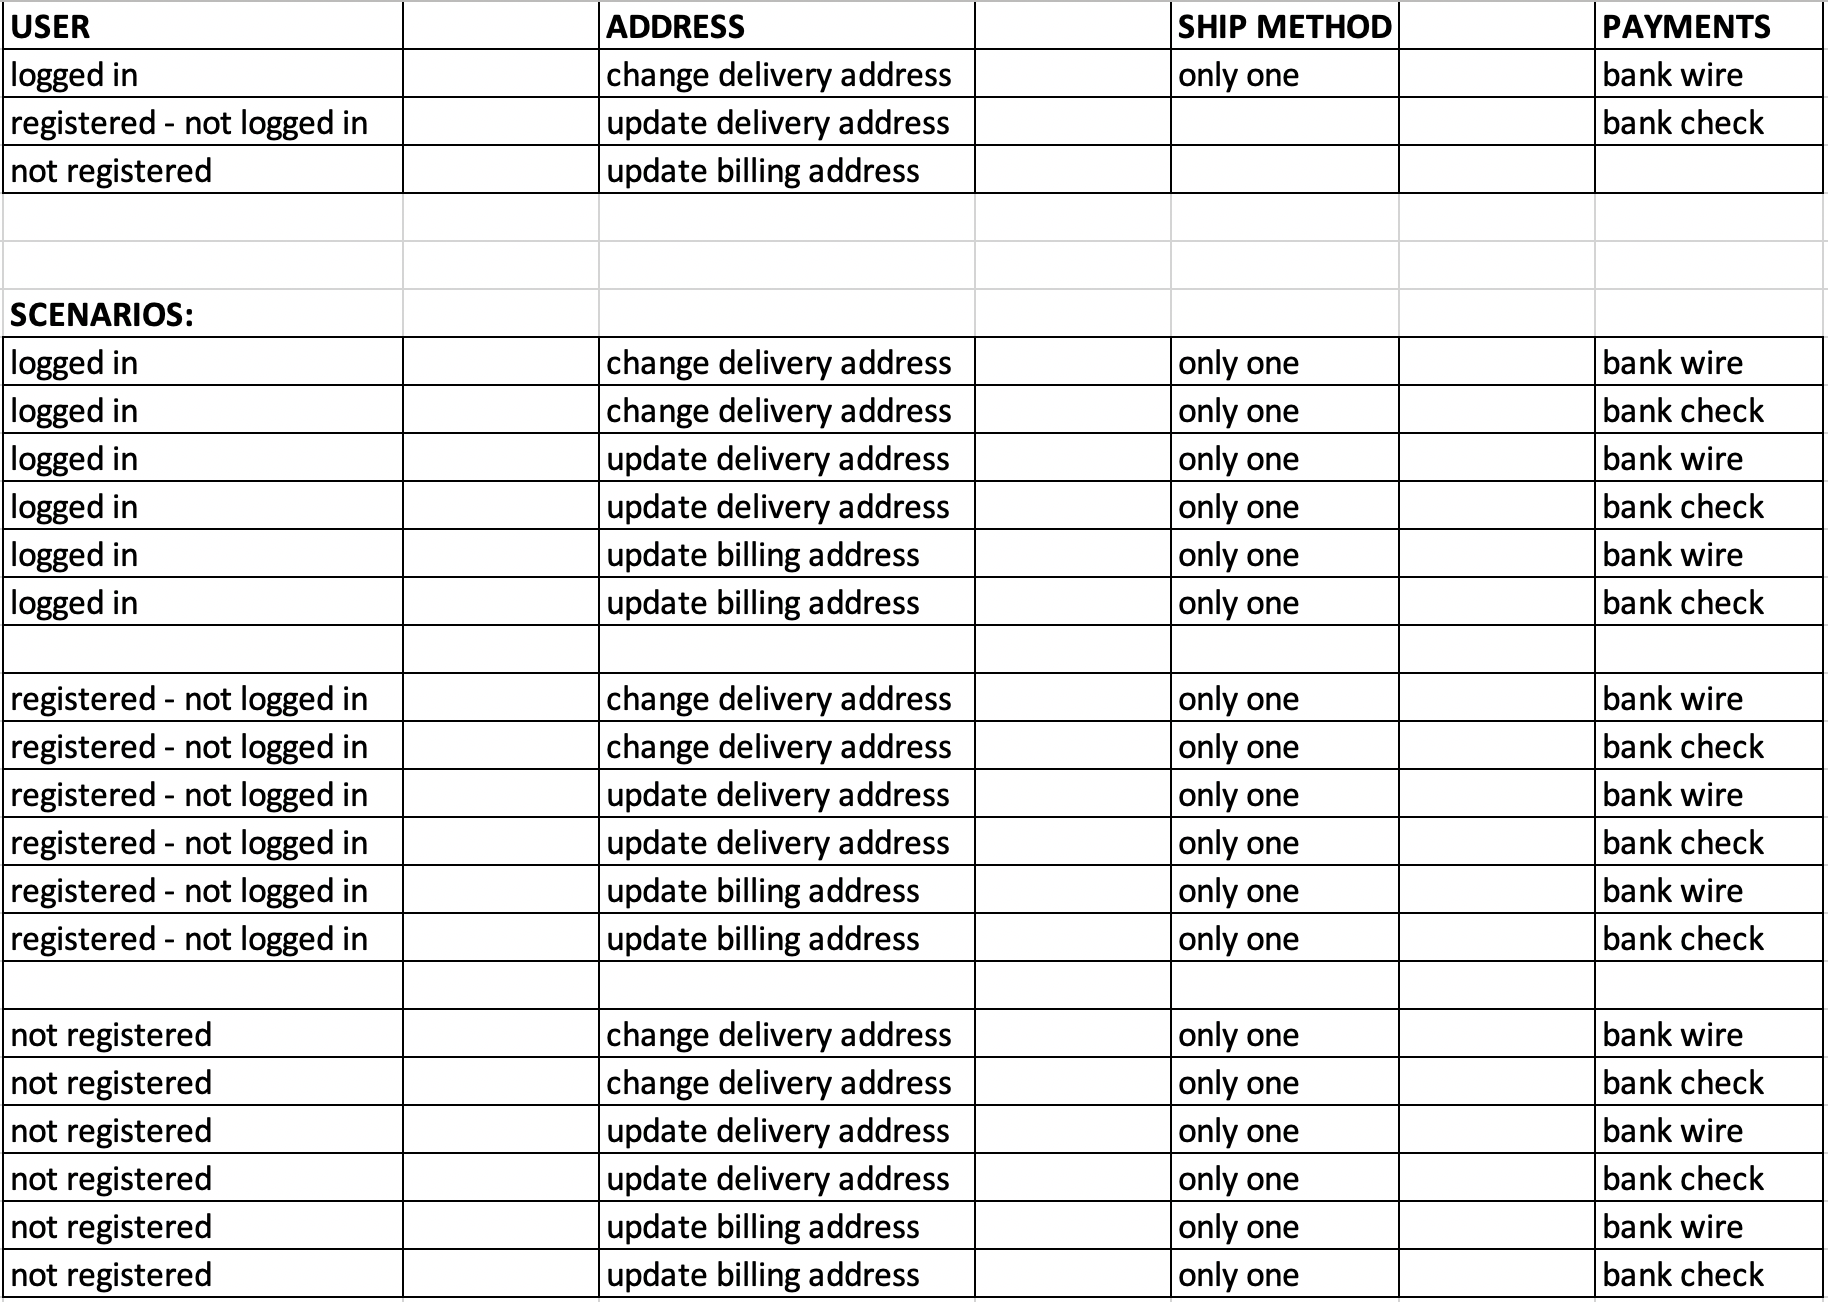 USER ADDRESS SHIP METHOD PAYMENTS
logged in change delivery address only one bank wire
registered - not logged in update delivery address bank check
not registered update billing address
SCENARIOS:
logged in change delivery address only one bank wire
logged in change delivery address only one bank check
logged in update delivery address only one bank wire
logged in update delivery address only one bank check
logged in update billing address only one bank wire
logged in update billing address only one bank check
registered - not logged in change delivery address only one bank wire
registered - not logged in change delivery address only one bank check
registered - not logged in update delivery address only one bank wire
registered - not logged in update delivery address only one bank check
registered - not logged in update billing address only one bank wire
registered - not logged in update billing address only one bank check
not registered change delivery address only one bank wire
not registered change delivery address only one bank check
not registered update delivery address only one bank wire
not registered update delivery address only one bank check
not registered update billing address only one bank wire
not registered update billing address only one bank check